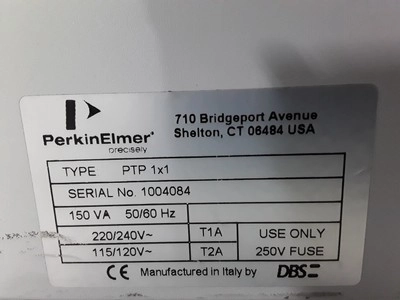 710 Bridgeport Avenue
Shelton, CT 06484 USA
PerkinElmer®
precisely
TYPE PTP 1x1
SERIAL No. 1004084
150 VA 50/60 Hz
220/240V~ T1A USE ONLY
115/120V~ T2A 250V FUSE
CE Manufactured in Italy by DBS